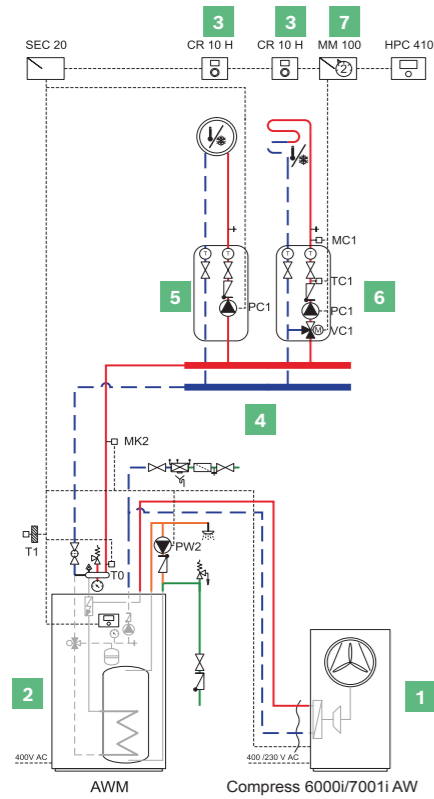 3
3
7
SEC 20
CR 10 H
CR 10 H
MM 100
HPC 410
2
T
T
T
T
MC1
TC1
5
PC1
6
PC1
M
VC1
4
MK2
T1
T0
PW2
2
1
400V AC
400 /230 V AC
AWM
Compress 6000i/7001i AW